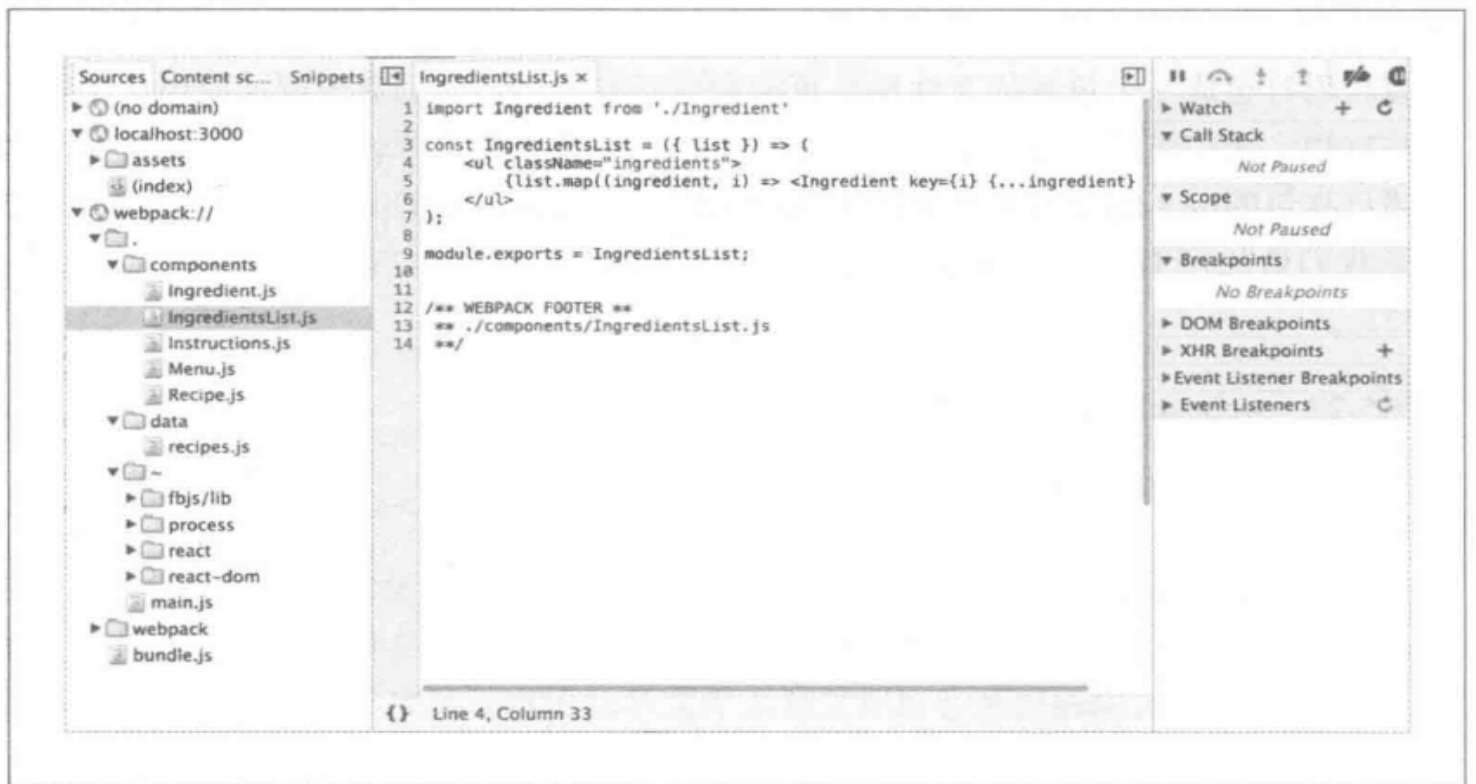 Sources Content sc... Snippets
(no domain)
localhost:3000
assets
(index)
webpack://
.
components
Ingredient.js
IngredientsList.js
Instructions.js
Menu.js
Recipe.js
data
recipes.js
~
fbjs/lib
process
react
react-dom
main.js
webpack
bundle.js
IngredientsList.js ×
1 import Ingredient from './Ingredient'
2
3 const IngredientsList = ({ list }) => (
4 <ul className="ingredients">
5 {list.map((ingredient, i) => <Ingredient key={i} {...ingredient}
6 </ul>
7 );
8
9 module.exports = IngredientsList;
10
11
12 /** WEBPACK FOOTER **
13 ** ./components/IngredientsList.js
14 **/
{} Line 4, Column 33
Watch +
Call Stack
Not Paused
Scope
Not Paused
Breakpoints
No Breakpoints
DOM Breakpoints
XHR Breakpoints +
Event Listener Breakpoints
Event Listeners